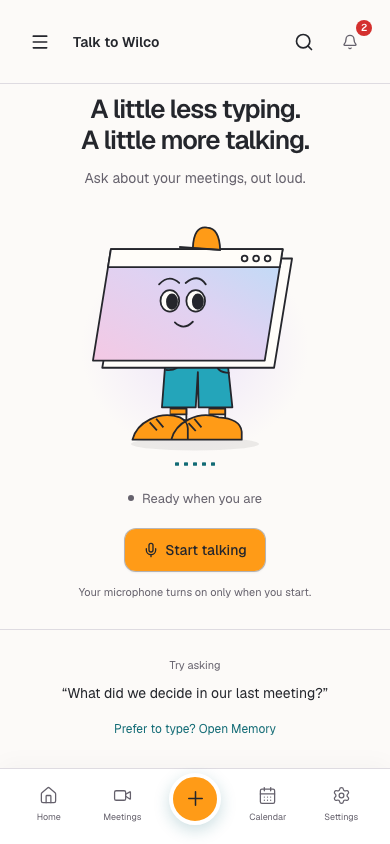 Talk to Wilco
2
A little less typing.
A little more talking.
Ask about your meetings, out loud.
Ready when you are
Start talking
Your microphone turns on only when you start.
Try asking
“What did we decide in our last meeting?”
Prefer to type? Open Memory
Home
Meetings
Calendar
Settings